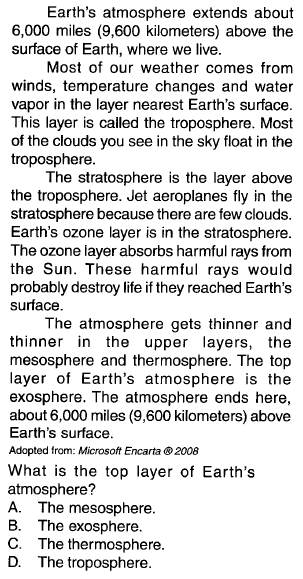 Earth's atmosphere extends about
6,000 miles (9,600 kilometers) above the
surface of Earth, where we live.
Most of our weather comes from
winds, temperature changes and water
vapor in the layer nearest Earth's surface.
This layer is called the troposphere. Most
of the clouds you see in the sky float in the
troposphere.
The stratosphere is the layer above
the troposphere. Jet aeroplanes fly in the
stratosphere because there are few clouds.
Earth's ozone layer is in the stratosphere.
The ozone layer absorbs harmful rays from
the Sun. These harmful rays would
probably destroy life if they reached Earth's
surface.
The atmosphere gets thinner and
thinner in the upper layers, the
mesosphere and thermosphere. The top
layer of Earth's atmosphere is the
exosphere. The atmosphere ends here,
about 6,000 miles (9,600 kilometers) above
Earth's surface.
Adopted from: Microsoft Encarta ® 2008
What is the top layer of Earth's
atmosphere?
A. The mesosphere.
B. The exosphere.
C. The thermosphere.
D. The troposphere.